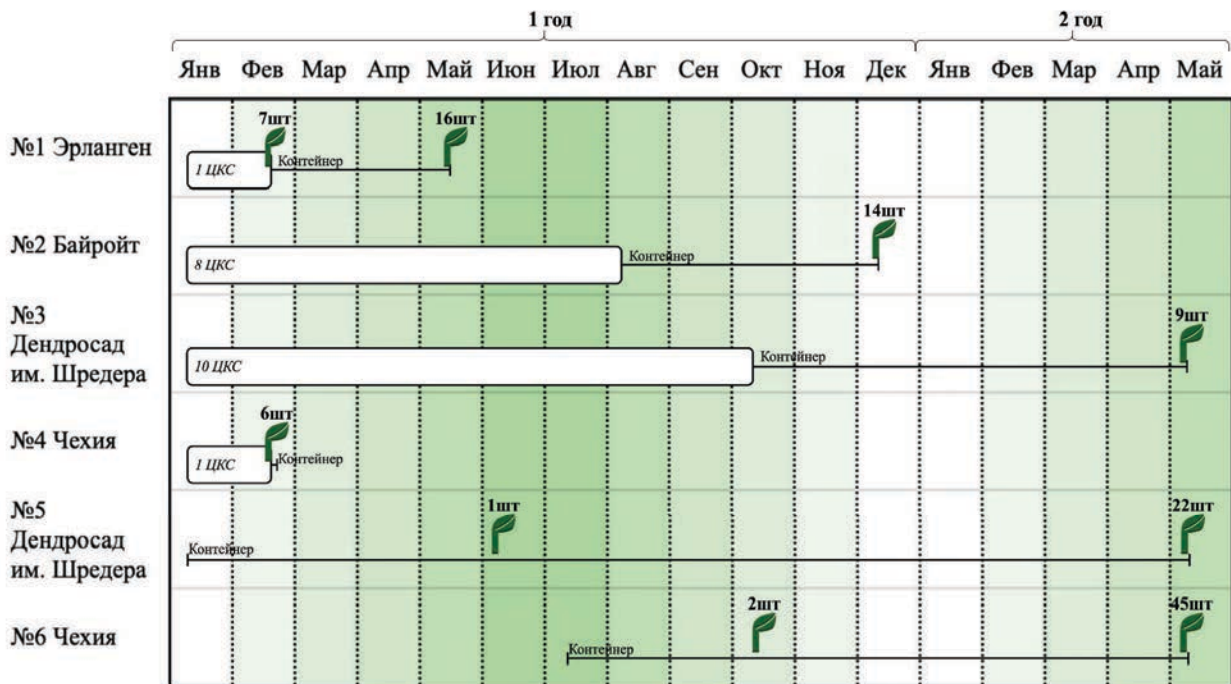 1 год
2 год
Янв Фев Мар Апр Май Июн Июл Авг Сен Окт Ноя Дек Янв Фев Мар Апр Май
№1 Эрланген
7шт
16шт
Контейнер
1 ЦКС
№2 Байройт
14шт
Контейнер
8 ЦКС
№3
Дендросад
им. Шредера
9шт
Контейнер
10 ЦКС
№4 Чехия
6шт
Контейнер
1 ЦКС
№5
Дендросад
им. Шредера
1шт
22шт
Контейнер
№6 Чехия
2шт
45шт
Контейнер